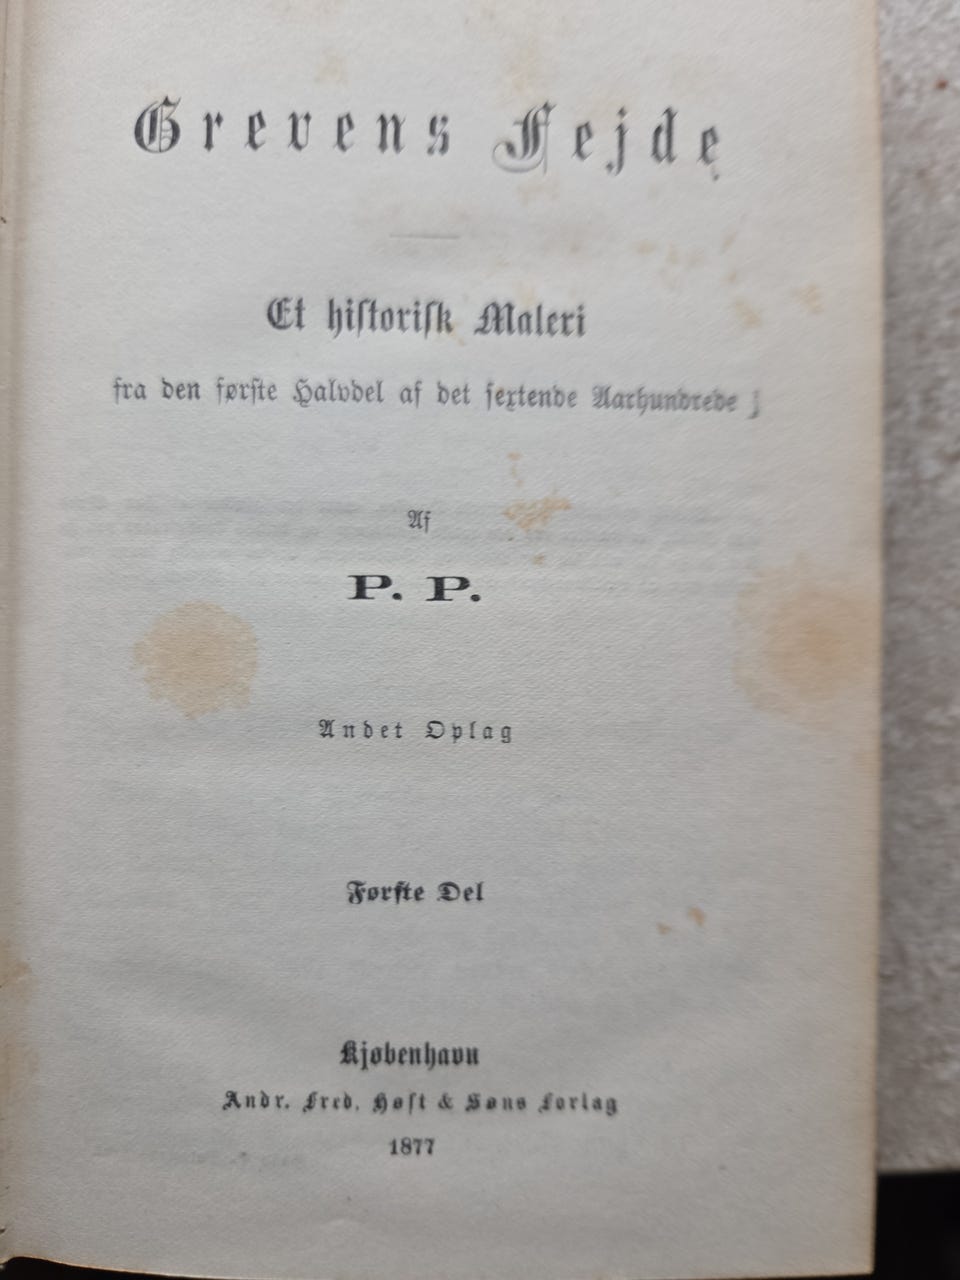 Grevens Fejde
Et historisk Maleri
fra den første Halvdel af det sextende Aarhundrede
Af
P. P.
Andet Oplag
Første Del
Kjøbenhavn
Andr. Fred. Høst & Søns Forlag
1877